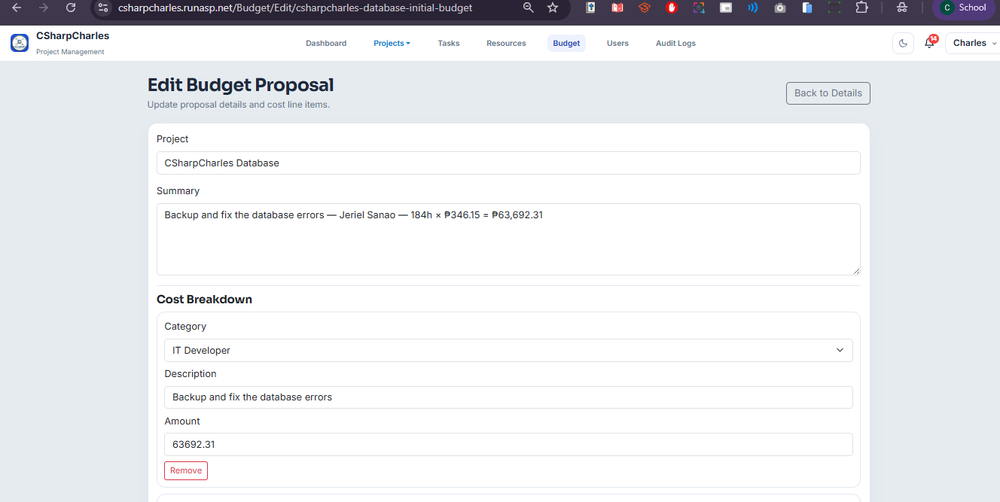 csharpcharles.runasp.net/Budget/Edit/csharpcharles-database-initial-budget
C School
CSharpCharles
Project Management
Dashboard Projects Tasks Resources Budget Users Audit Logs
14
Charles
Edit Budget Proposal
Update proposal details and cost line items.
Back to Details
Project
CSharpCharles Database
Summary
Backup and fix the database errors — Jeriel Sanao — 184h × ₱346.15 = ₱63,692.31
Cost Breakdown
Category
IT Developer
Description
Backup and fix the database errors
Amount
63692.31
Remove